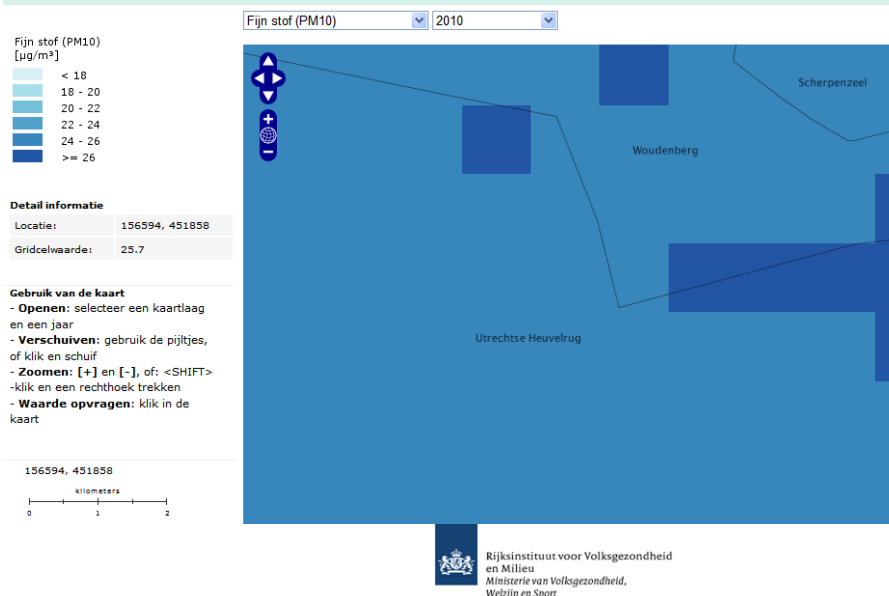 Fijn stof (PM10) 2010
Fijn stof (PM10)
[µg/m³]
< 18
18 - 20
20 - 22
22 - 24
24 - 26
>= 26
Detail informatie
Locatie: 156594, 451858
Gridcelwaarde: 25.7
Gebruik van de kaart
- Openen: selecteer een kaartlaag
en een jaar
- Verschuiven: gebruik de pijltjes,
of klik en schuif
- Zoomen: [+] en [-], of: <SHIFT>
-klik en een rechthoek trekken
- Waarde opvragen: klik in de
kaart
156594, 451858
kilometers
0 1 2
Scherpenzeel
Woudenberg
Utrechtse Heuvelrug
Rijksinstituut voor Volksgezondheid
en Milieu
Ministerie van Volksgezondheid,
Welzijn en Sport